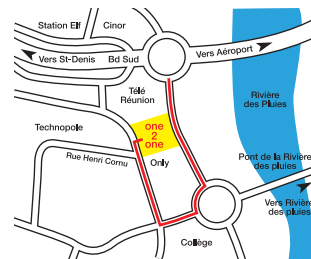 Station Elf
Cinor
Vers St-Denis
Bd Sud
Vers Aéroport
Télé
Réunion
Rivière
des Pluies
Technopole
one
2
one
Rue Henri Cornu
Only
Pont de la Rivière
des pluies
Vers Rivière
des pluies
Collège